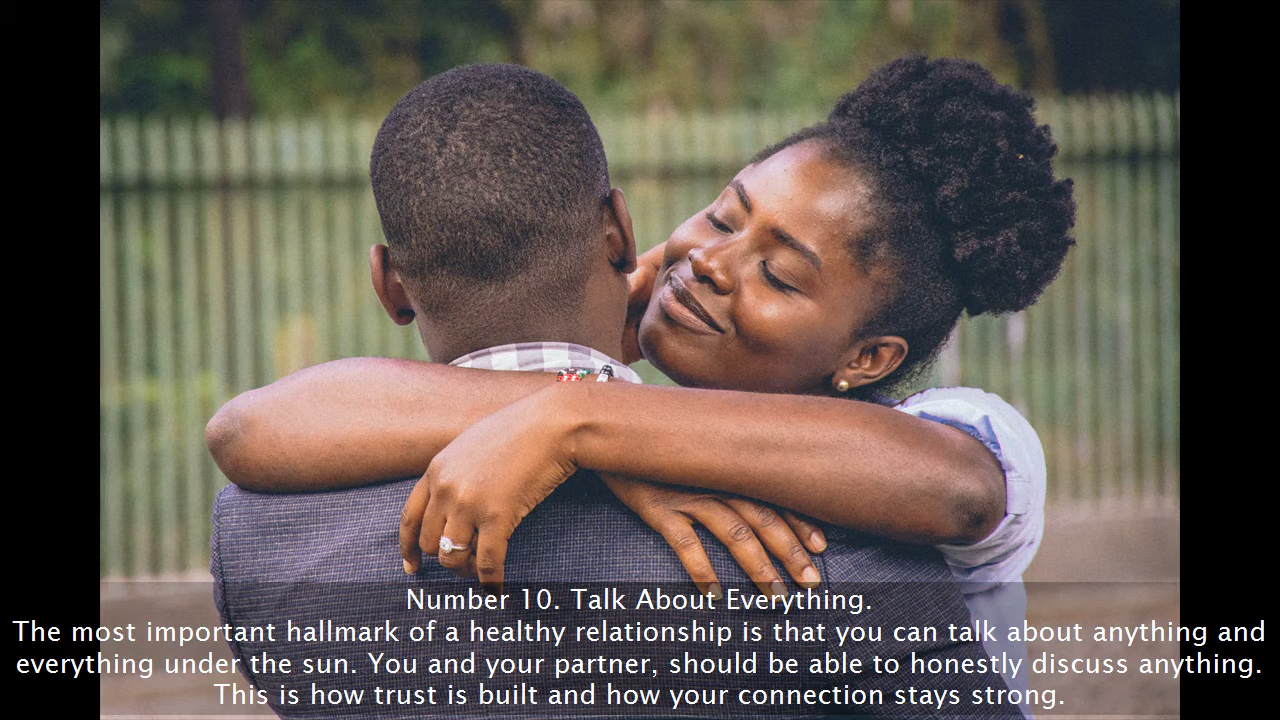 Number 10. Talk About Everything.
The most important hallmark of a healthy relationship is that you can talk about anything and
everything under the sun. You and your partner, should be able to honestly discuss anything.
This is how trust is built and how your connection stays strong.